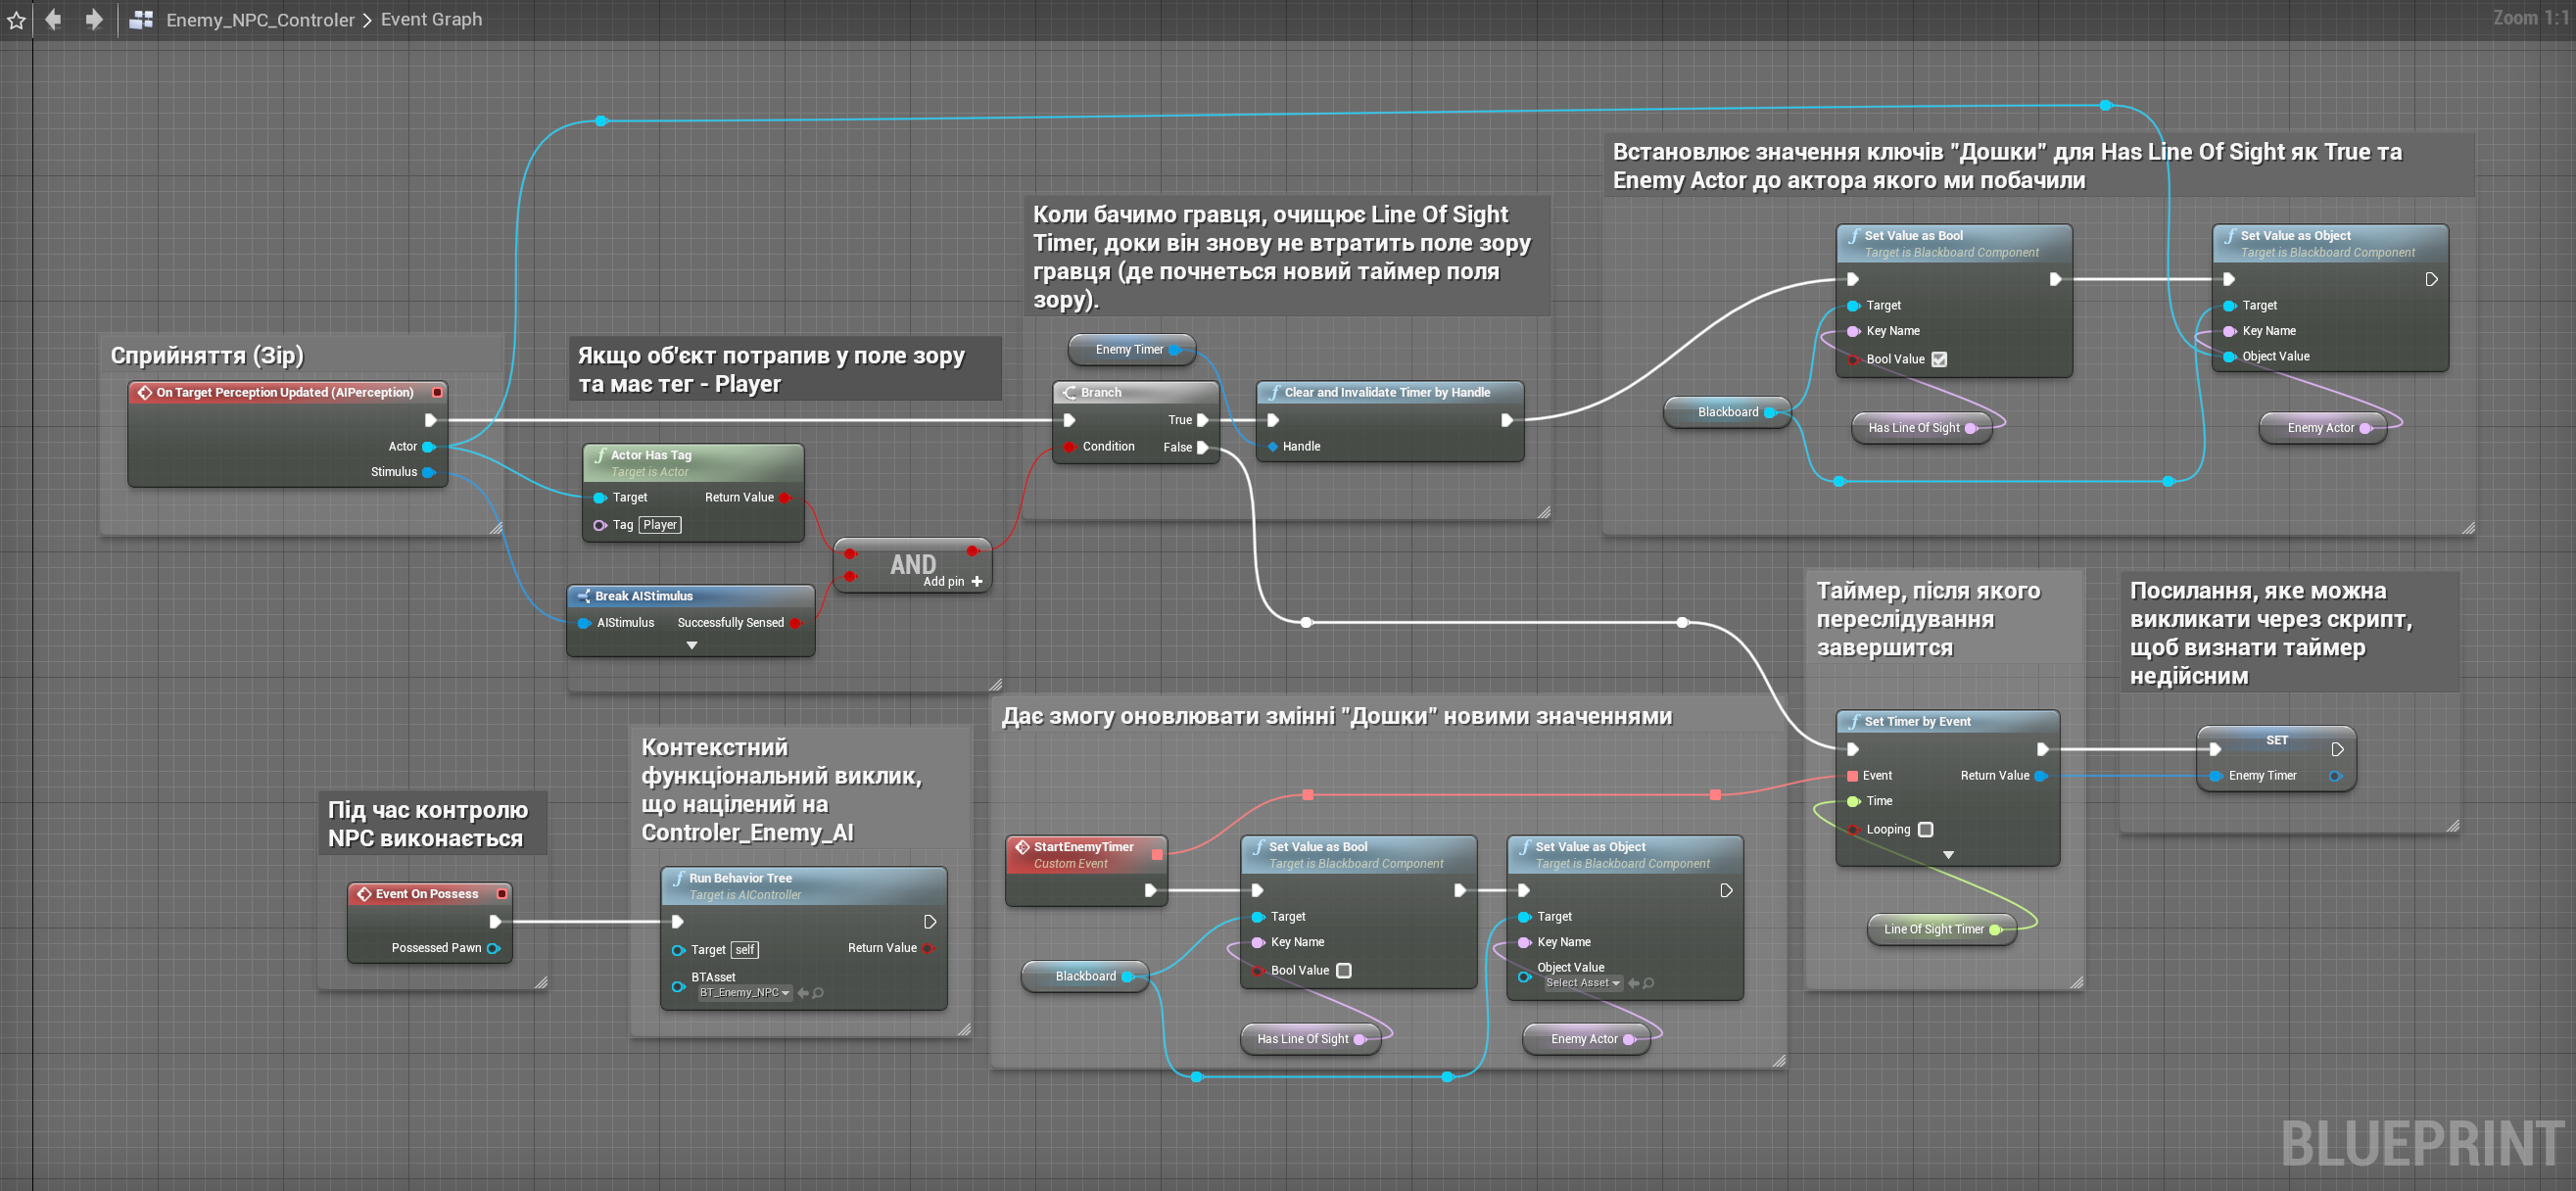 Enemy_NPC_Controler > Event Graph
Zoom 1:1
Встановлює значення ключів "Дошки" для Has Line Of Sight як True та
Enemy Actor до актора якого ми побачили
Set Value as Bool
Target is Blackboard Component
Target
Key Name
Bool Value
Set Value as Object
Target is Blackboard Component
Target
Key Name
Object Value
Blackboard
Has Line Of Sight
Enemy Actor
Коли бачимо гравця, очищює Line Of Sight
Timer, доки він знову не втратить поле зору
гравця (де почнеться новий таймер поля
зору).
Enemy Timer
Branch
True
Condition
False
Clear and Invalidate Timer by Handle
Handle
Сприйняття (Зір)
On Target Perception Updated (AIPerception)
Actor
Stimulus
Якщо об'єкт потрапив у поле зору
та має тег - Player
Actor Has Tag
Target is Actor
Target
Return Value
Tag Player
AND
Add pin +
Break AIStimulus
AIStimulus
Successfully Sensed
Таймер, після якого
переслідування
завершится
Set Timer by Event
Event
Return Value
Time
Looping
Line Of Sight Timer
Посилання, яке можна
викликати через скрипт,
щоб визнати таймер
недійсним
SET
Enemy Timer
Під час контролю
NPC виконається
Event On Possess
Possessed Pawn
Контекстний
функціональний виклик,
що націлений на
Controler_Enemy_AI
Run Behavior Tree
Target is AIController
Target self
Return Value
BTAsset
BT_Enemy_NPC
Дає змогу оновлювати змінні "Дошки" новими значеннями
StartEnemyTimer
Custom Event
Set Value as Bool
Target is Blackboard Component
Target
Key Name
Bool Value
Set Value as Object
Target is Blackboard Component
Target
Key Name
Object Value
Select Asset
Blackboard
Has Line Of Sight
Enemy Actor
BLUEPRINT